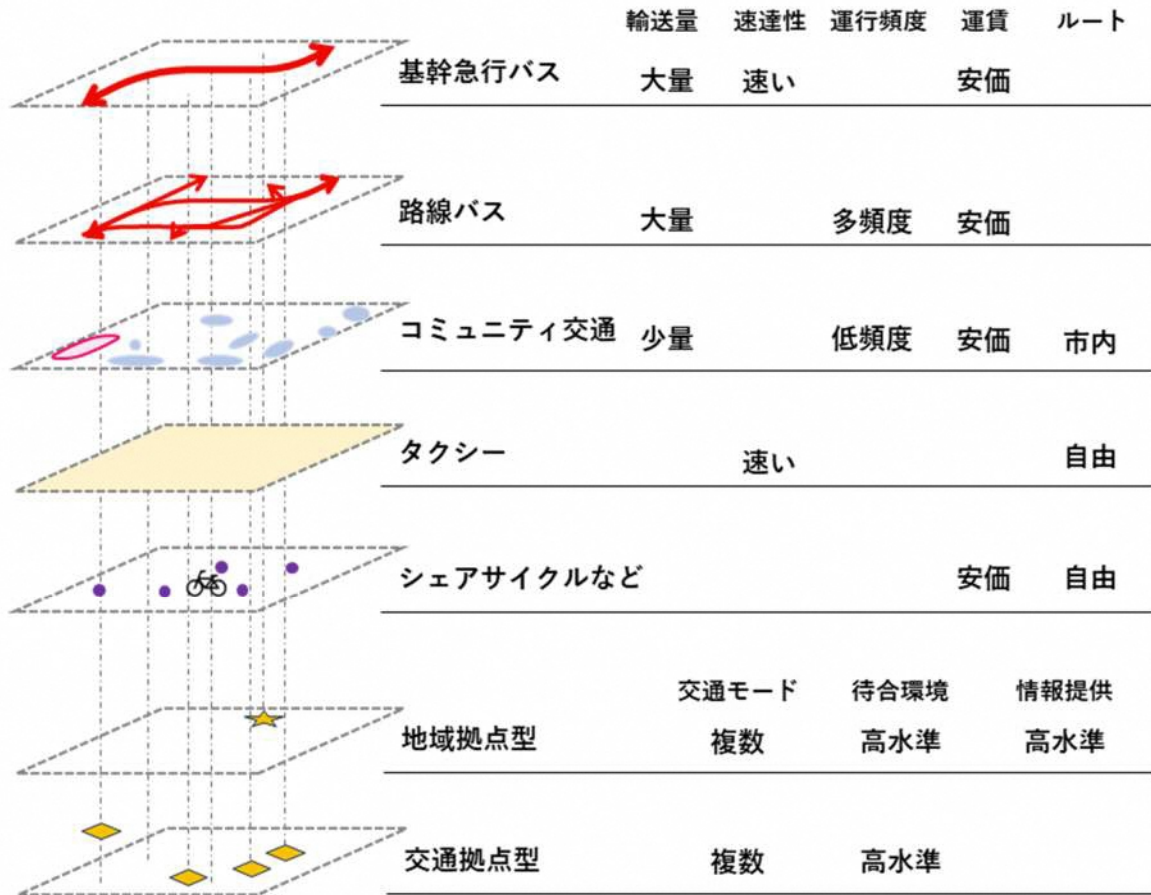 輸送量 速達性 運行頻度 運賃 ルート
基幹急行バス 大量 速い 安価
路線バス 大量 多頻度 安価
コミュニティ交通 少量 低頻度 安価 市内
タクシー 速い 自由
シェアサイクルなど 安価 自由
交通モード 待合環境 情報提供
地域拠点型 複数 高水準 高水準
交通拠点型 複数 高水準